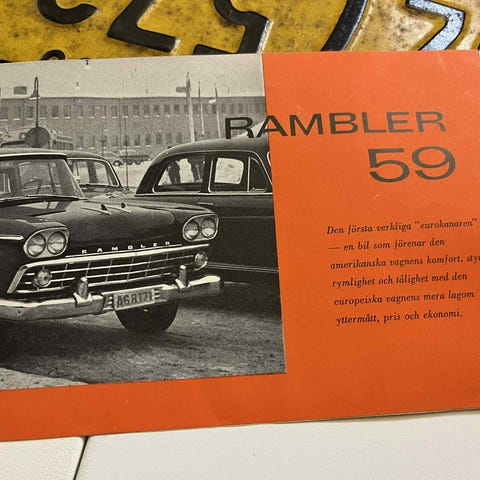 RAMBLER
59
Den första verkliga "eurokanaren"
— en bil som förenar den
amerikanska vagnens komfort,
rymlighet och tålighet med den
europeiska vagnens mera lagom
yttermått, pris och ekonomi.
RAMBLER